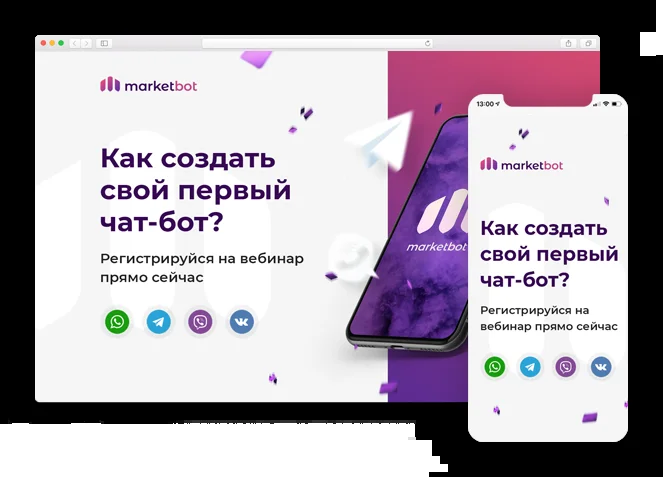 marketbot
Как создать
свой первый
чат-бот?
Регистрируйся на вебинар
прямо сейчас
marketbot
13:00
marketbot
Как создать
свой первый
чат-бот?
Регистрируйся на
вебинар прямо сейчас